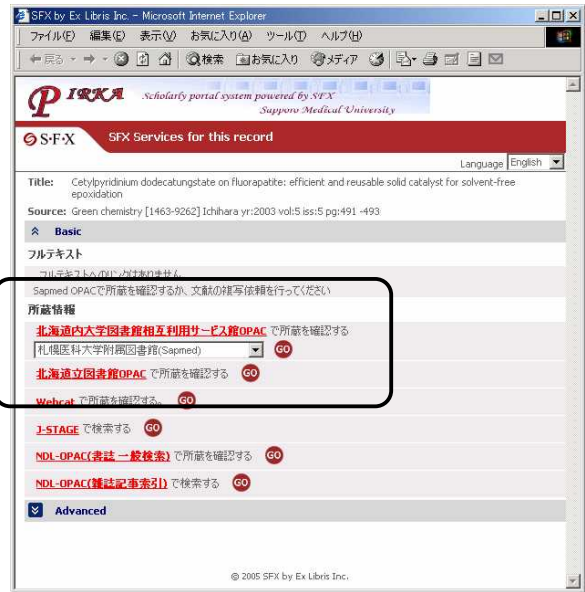 SFX by Ex Libris Inc. - Microsoft Internet Explorer
ファイル(F) 編集(E) 表示(V) お気に入り(A) ツール(T) ヘルプ(H)
戻る 検索 お気に入り メディア
PIRKA Scholarly portal system powered by SFX
Sapporo Medical University
S·F·X SFX Services for this record
Language English
Title: Cetylpyridinium dodecatungstate on fluorapatite: efficient and reusable solid catalyst for solvent-free
epoxidation
Source: Green chemistry [1463-9262] Ichihara yr:2003 vol:5 iss:5 pg:491 -493
Basic
フルテキスト
フルテキストへのリンクはありません
Sapmed OPACで所蔵を確認するか、文献の複写依頼を行ってください
所蔵情報
北海道内大学図書館相互利用サービス館OPAC で所蔵を確認する
札幌医科大学附属図書館(Sapmed) GO
北海道立図書館OPAC で所蔵を確認する GO
Webcat で所蔵を確認する。 GO
J-STAGE で検索する GO
NDL-OPAC(書誌一般検索) で所蔵を確認する GO
NDL-OPAC(雑誌記事索引) で検索する GO
Advanced
© 2005 SFX by Ex Libris Inc.